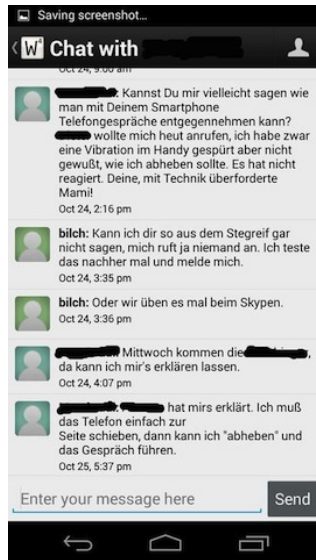 Saving screenshot...
W Chat with
Oct 24, 9:00 am
: Kannst Du mir vielleicht sagen wie
man mit Deinem Smartphone
Telefongespräche entgegennehmen kann?
wollte mich heut anrufen, ich habe zwar
eine Vibration im Handy gespürt aber nicht
gewußt, wie ich abheben sollte. Es hat nicht
reagiert. Deine, mit Technik überforderte
Mami!
Oct 24, 2:16 pm
bilch: Kann ich dir so aus dem Stegreif gar
nicht sagen, mich ruft ja niemand an. Ich teste
das nachher mal und melde mich.
Oct 24, 3:35 pm
bilch: Oder wir üben es mal beim Skypen.
Oct 24, 3:36 pm
Mittwoch kommen die ,
da kann ich mir's erklären lassen.
Oct 24, 4:07 pm
hat mirs erklärt. Ich muß
das Telefon einfach zur
Seite schieben, dann kann ich "abheben" und
das Gespräch führen.
Oct 25, 5:37 pm
Enter your message here
Send